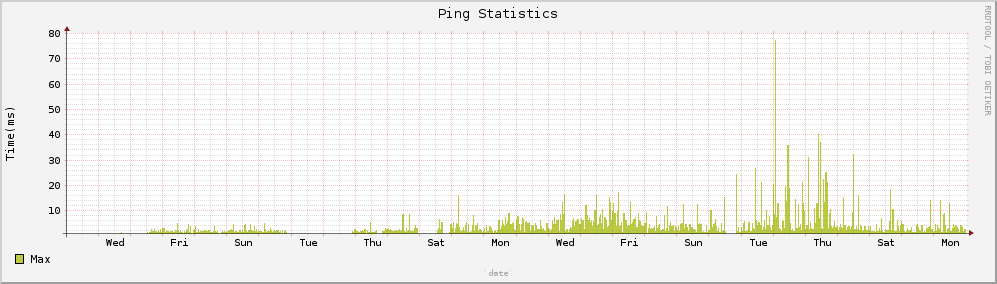 Ping Statistics
RRDTOOL / TOBI OETIKER
Time(ms)
80
70
60
50
40
30
20
10
Wed Fri Sun Tue Thu Sat Mon Wed Fri Sun Tue Thu Sat Mon
Max
`date`